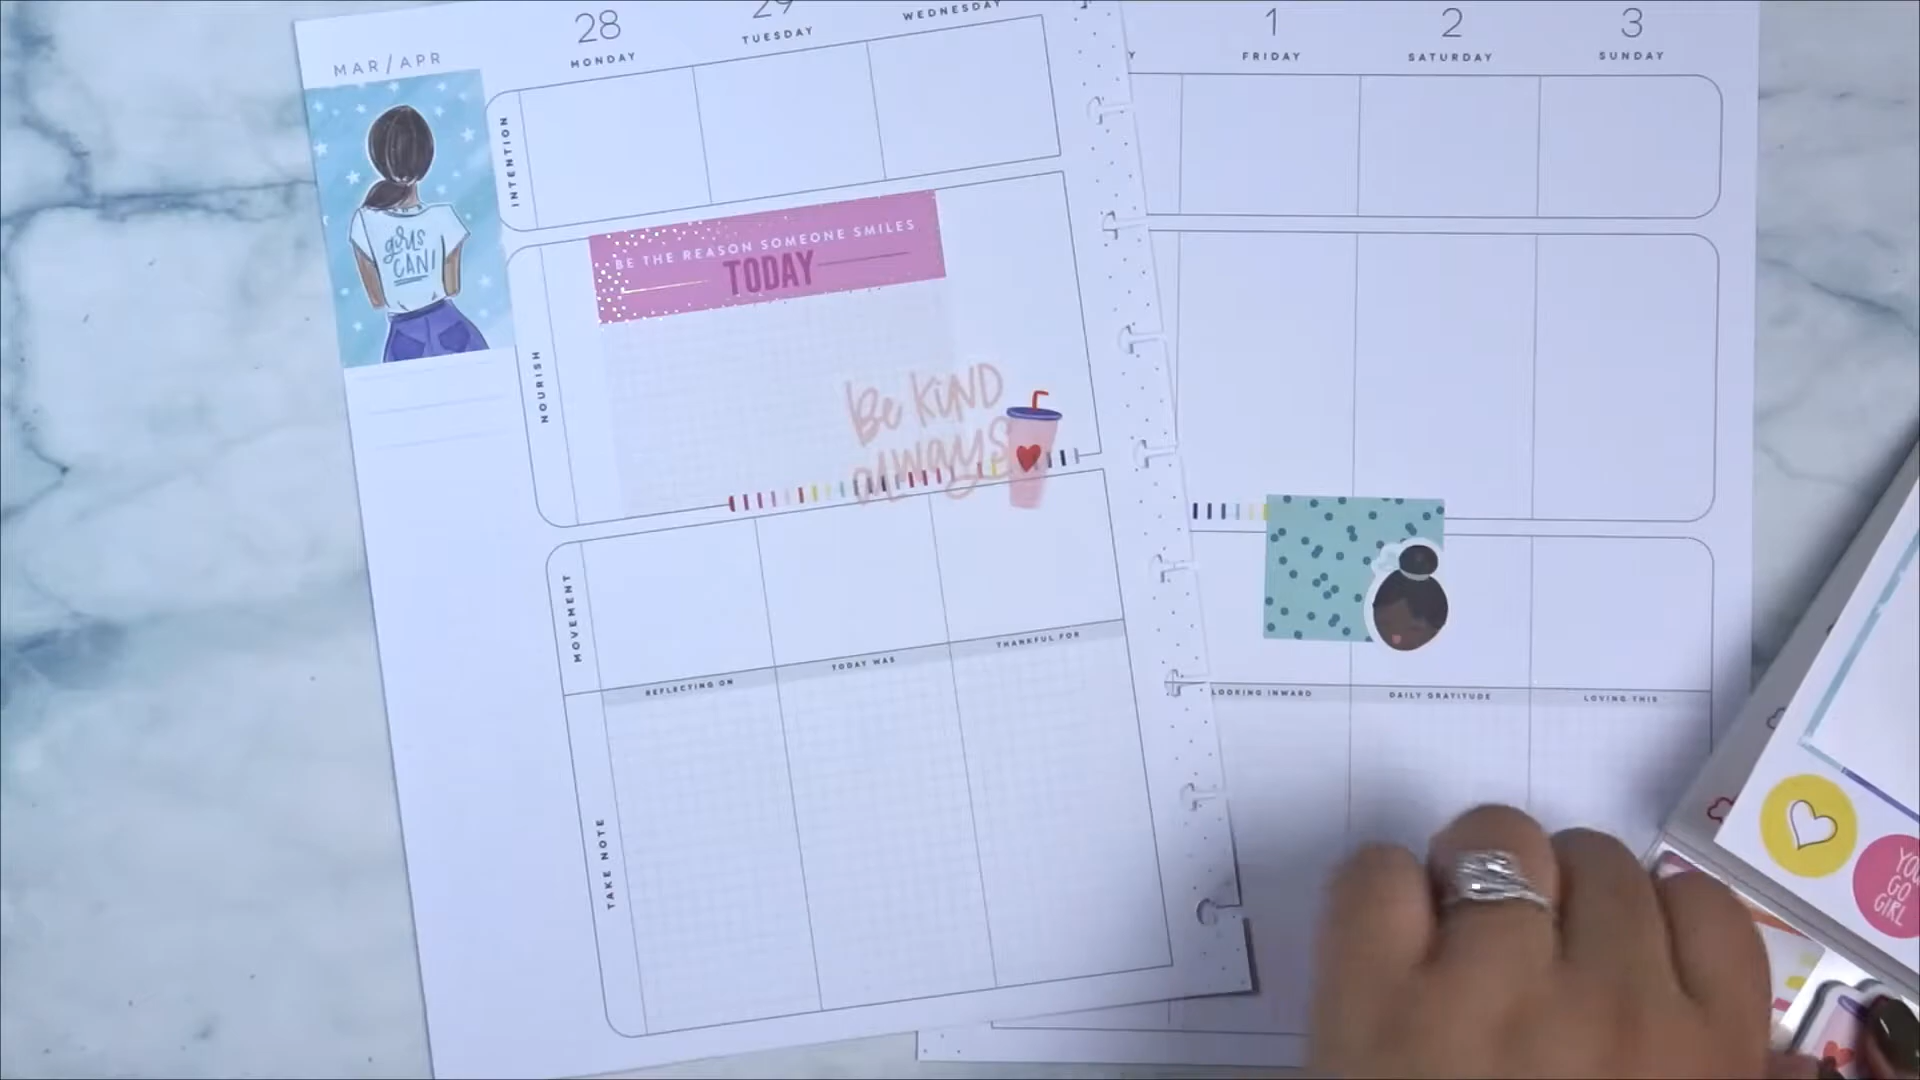 MAR/APR
28
MONDAY
29
TUESDAY
WEDNESDAY
1
FRIDAY
2
SATURDAY
3
SUNDAY
girls
CAN!
INTENTION
BE THE REASON SOMEONE SMILES
TODAY
NOURISH
Be KIND
always
MOVEMENT
REFLECTING ON
TODAY WAS
THANKFUL FOR
LOOKING INWARD
DAILY GRATITUDE
LOVING THIS
TAKE NOTE
YOU
GO
GIRL